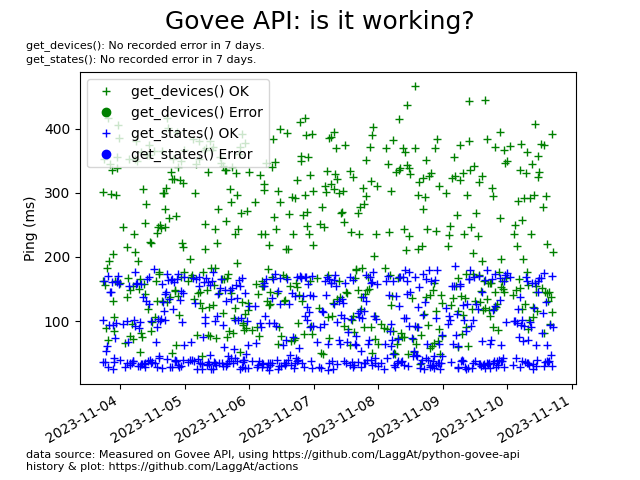 Govee API: is it working?
get_devices(): No recorded error in 7 days.
get_states(): No recorded error in 7 days.
get_devices() OK
get_devices() Error
get_states() OK
get_states() Error
Ping (ms)
400
300
200
100
2023-11-04
2023-11-05
2023-11-06
2023-11-07
2023-11-08
2023-11-09
2023-11-10
2023-11-11
data source: Measured on Govee API, using https://github.com/LaggAt/python-govee-api
history & plot: https://github.com/LaggAt/actions